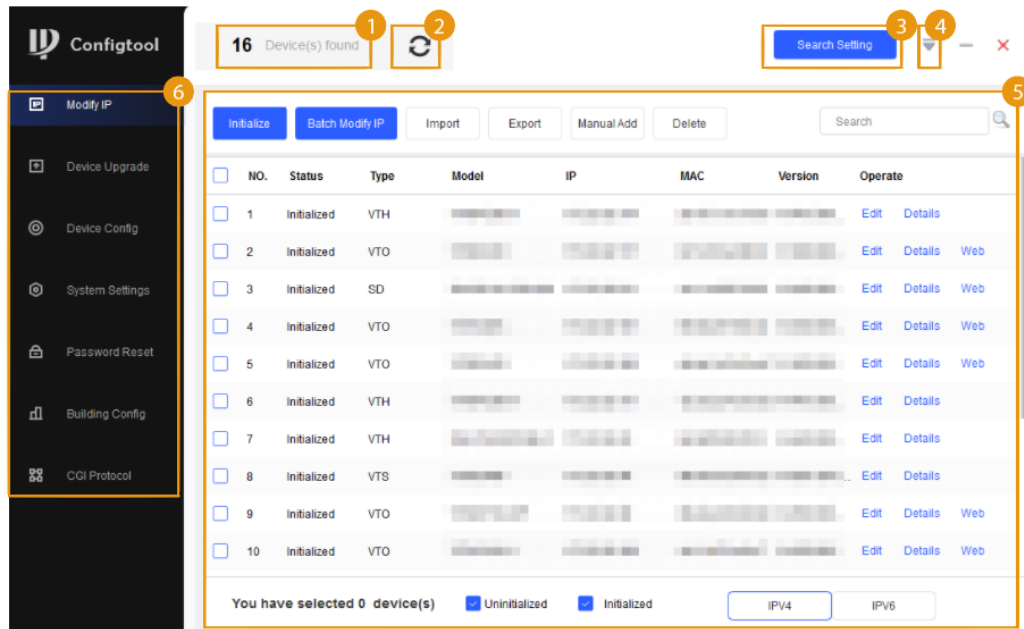 1 2 3 4
Configtool
16 Device(s) found
Search Setting
6 5
Modify IP
Device Upgrade
Device Config
System Settings
Password Reset
Building Config
CGI Protocol
Initialize Batch Modify IP Import Export Manual Add Delete Search
NO. Status Type Model IP MAC Version Operate
1 Initialized VTH Edit Details
2 Initialized VTO Edit Details Web
3 Initialized SD Edit Details Web
4 Initialized VTO Edit Details Web
5 Initialized VTO Edit Details Web
6 Initialized VTH Edit Details
7 Initialized VTH Edit Details
8 Initialized VTS .. Edit Details
9 Initialized VTO Edit Details Web
10 Initialized VTO Edit Details Web
You have selected 0 device(s) Uninitialized Initialized IPV4 IPV6